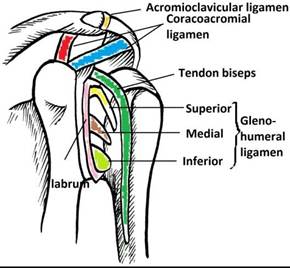 Acromioclavicular ligamen
Coracoacromial
ligamen
Tendon biseps
Superior
Medial
Inferior
Gleno-
humeral
ligamen
labrum